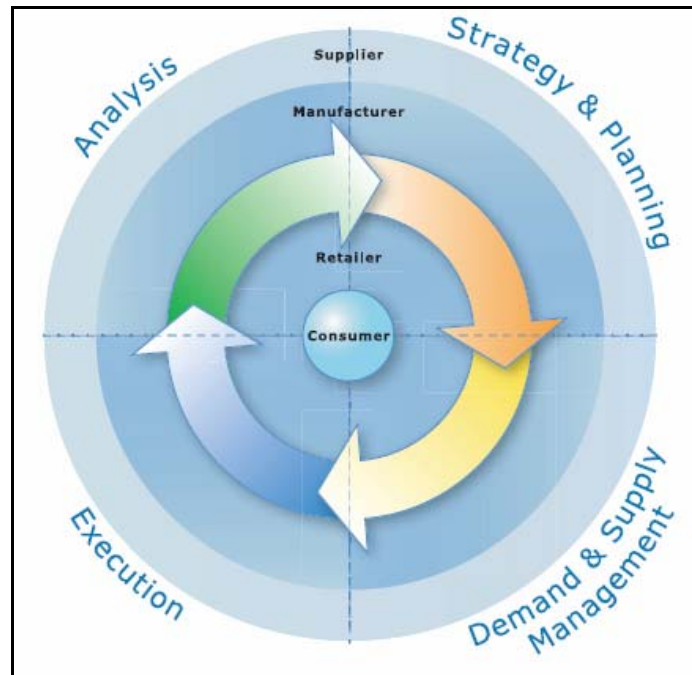 Analysis
Strategy & Planning
Supplier
Manufacturer
Retailer
Consumer
Execution
Demand & Supply
Management